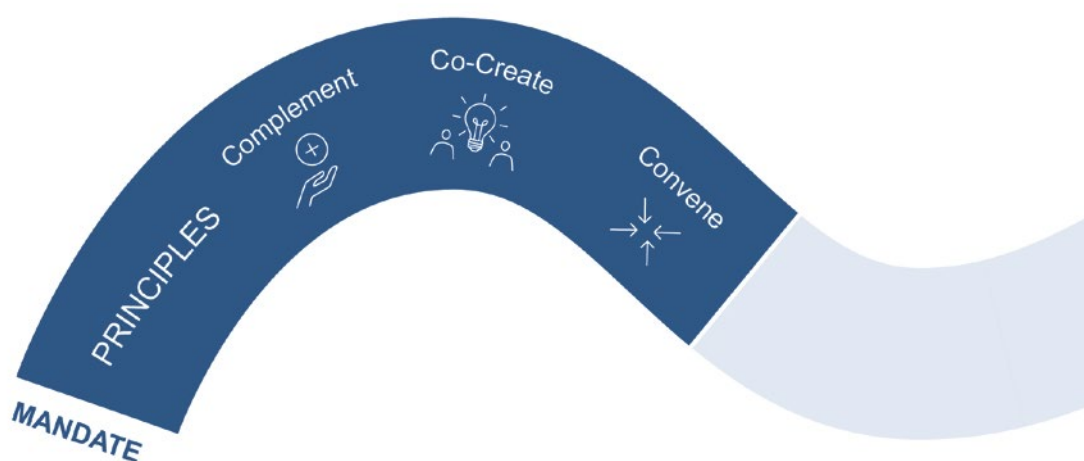 MANDATE
PRINCIPLES
Complement
Co-Create
Convene